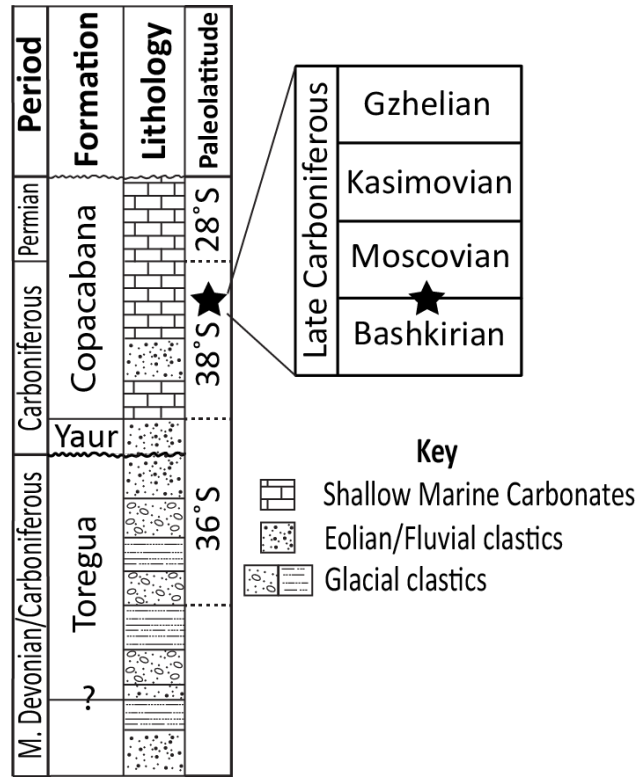 Period
Formation
Lithology
Paleolatitude
Permian
Carboniferous
M. Devonian/Carboniferous
Copacabana
Yaur
Toregua
?
28°S
38°S
36°S
Late Carboniferous
Gzhelian
Kasimovian
Moscovian
Bashkirian
Key
Shallow Marine Carbonates
Eolian/Fluvial clastics
Glacial clastics